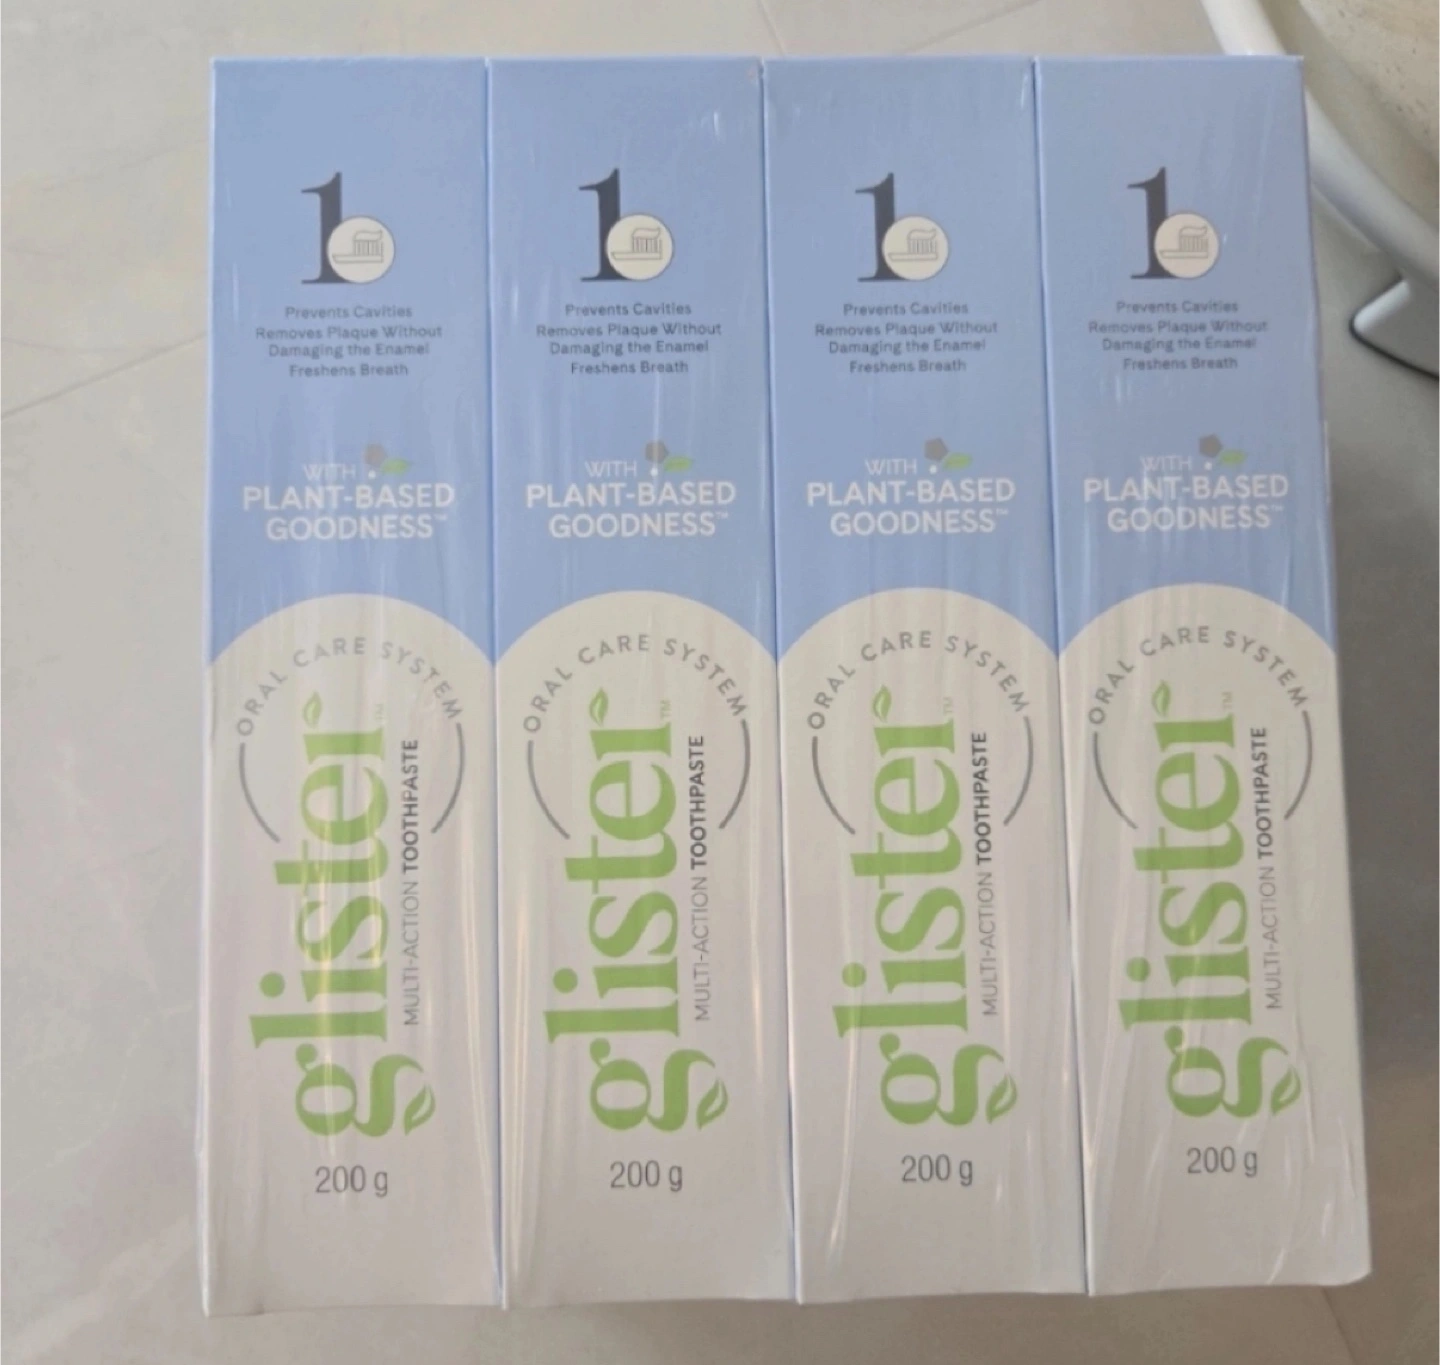 1
Prevents Cavities
Removes Plaque Without
Damaging the Enamel
Freshens Breath
WITH
PLANT-BASED
GOODNESS™
ORAL CARE SYSTEM
glister™
MULTI-ACTION TOOTHPASTE
200 g
1
Prevents Cavities
Removes Plaque Without
Damaging the Enamel
Freshens Breath
WITH
PLANT-BASED
GOODNESS™
ORAL CARE SYSTEM
glister™
MULTI-ACTION TOOTHPASTE
200 g
1
Prevents Cavities
Removes Plaque Without
Damaging the Enamel
Freshens Breath
WITH
PLANT-BASED
GOODNESS™
ORAL CARE SYSTEM
glister™
MULTI-ACTION TOOTHPASTE
200 g
1
Prevents Cavities
Removes Plaque Without
Damaging the Enamel
Freshens Breath
WITH
PLANT-BASED
GOODNESS™
ORAL CARE SYSTEM
glister™
MULTI-ACTION TOOTHPASTE
200 g